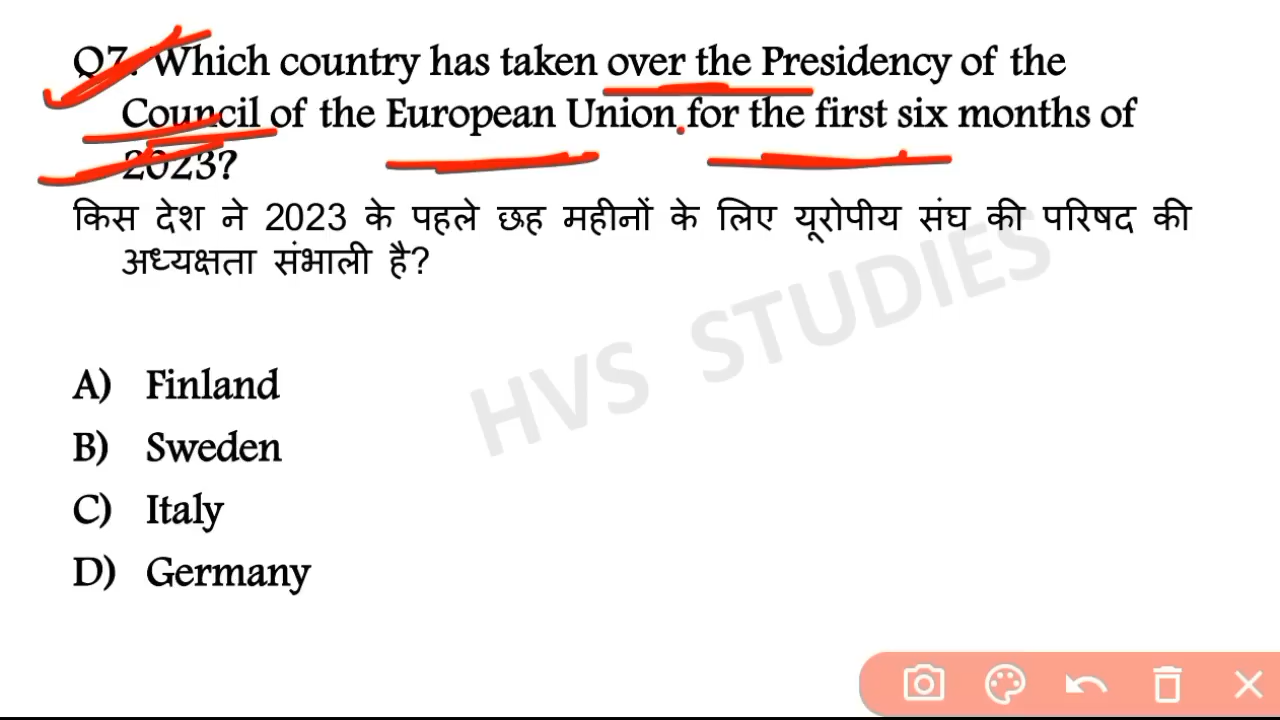 Q7. Which country has taken over the Presidency of the
Council of the European Union for the first six months of
2023?
किस देश ने 2023 के पहले छह महीनों के लिए यूरोपीय संघ की परिषद की
अध्यक्षता संभाली है?
HVS STUDIES
A) Finland
B) Sweden
C) Italy
D) Germany